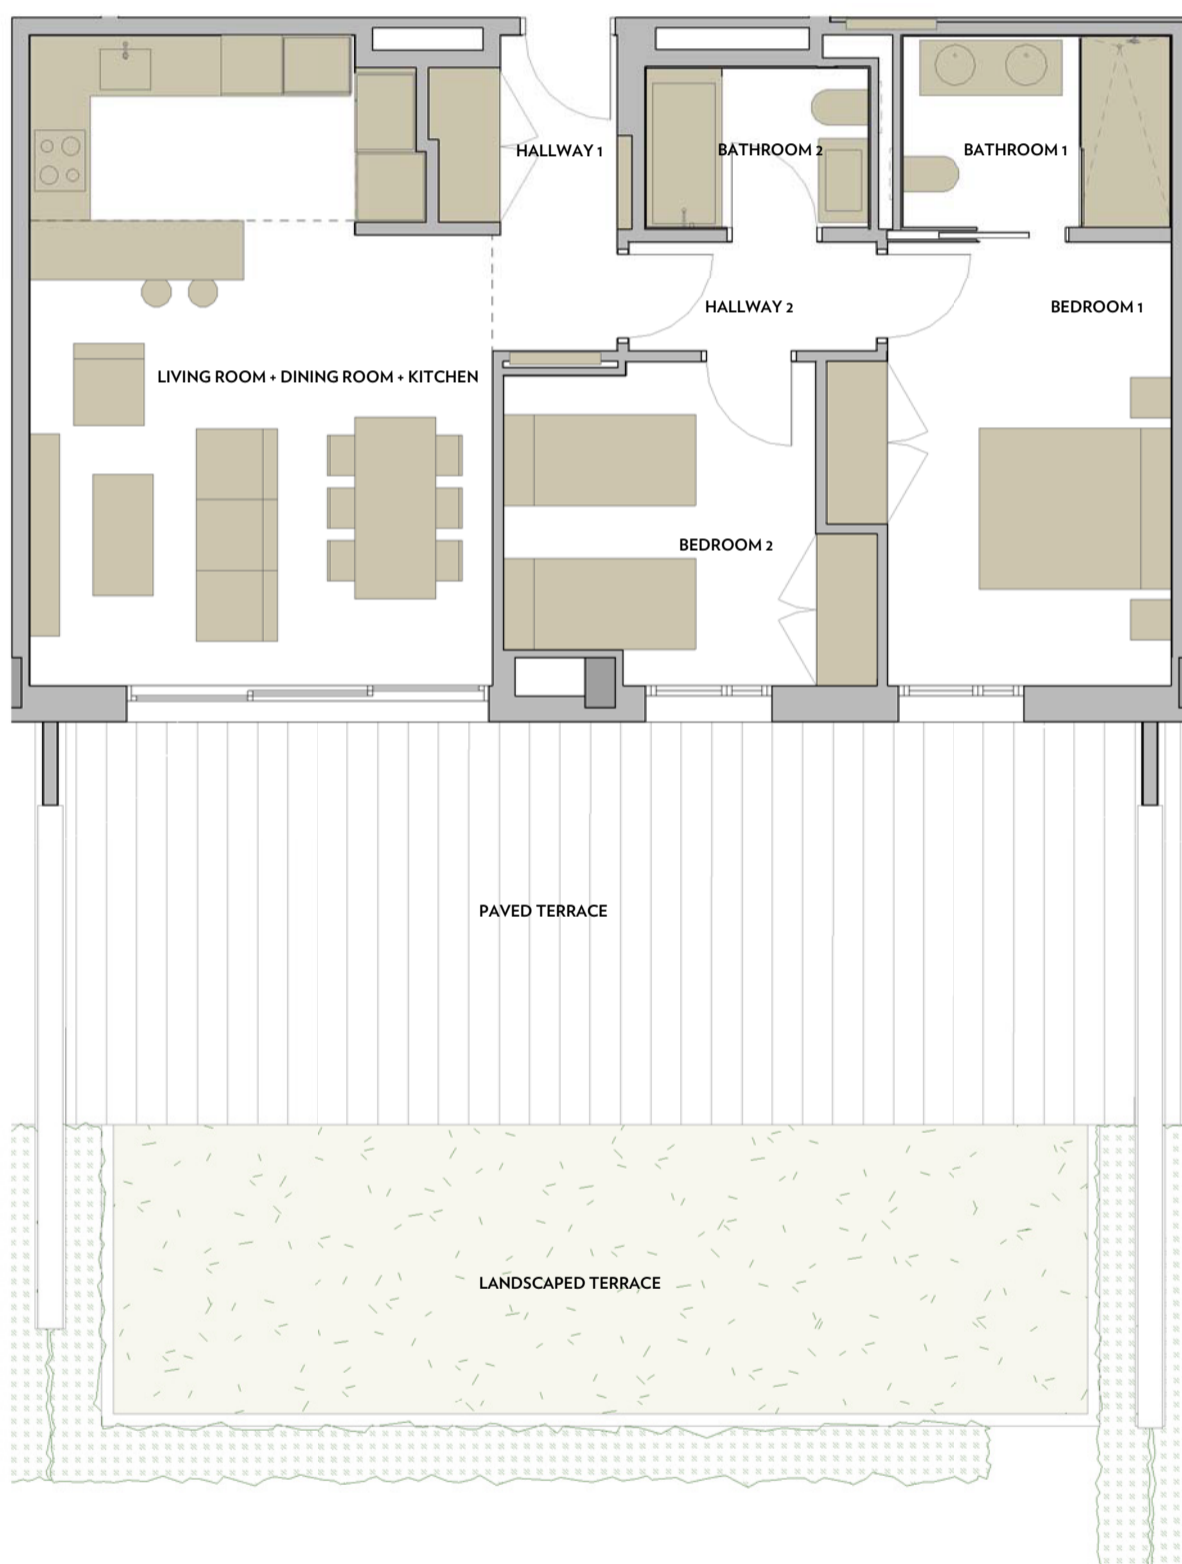 HALLWAY 1
BATHROOM 2
BATHROOM 1
HALLWAY 2
BEDROOM 1
LIVING ROOM + DINING ROOM + KITCHEN
BEDROOM 2
PAVED TERRACE
LANDSCAPED TERRACE